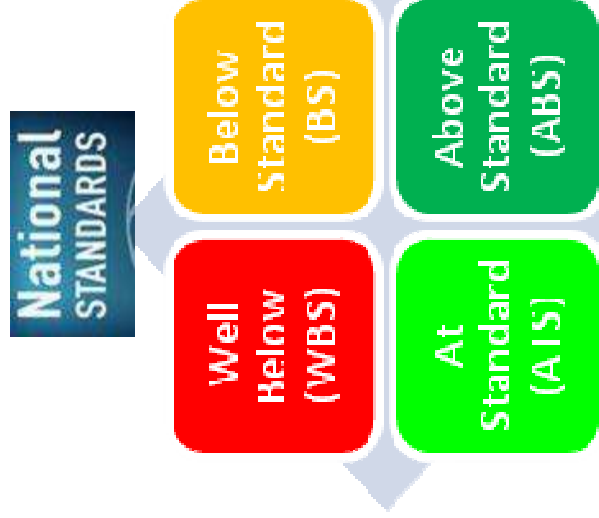 National
STANDARDS
Well
Below
(WBS)
Below
Standard
(BS)
At
Standard
(ATS)
Above
Standard
(ABS)